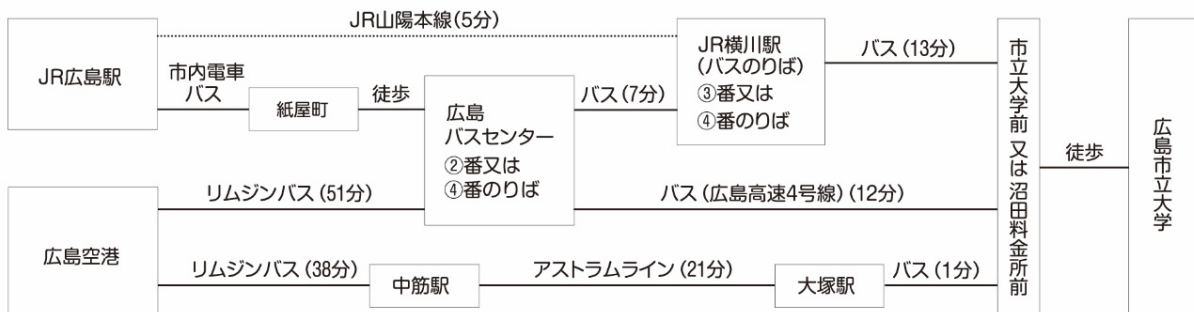 JR山陽本線(5分)
JR広島駅
市内電車
バス
紙屋町
徒歩
広島
バスセンター
②番又は
④番のりば
バス(7分)
JR横川駅
(バスのりば)
③番又は
④番のりば
バス(13分)
市立大学前 又は 沼田料金所前
徒歩
広島市立大学
広島空港
リムジンバス(51分)
バス(広島高速4号線)(12分)
リムジンバス(38分)
中筋駅
アストラムライン(21分)
大塚駅
バス(1分)